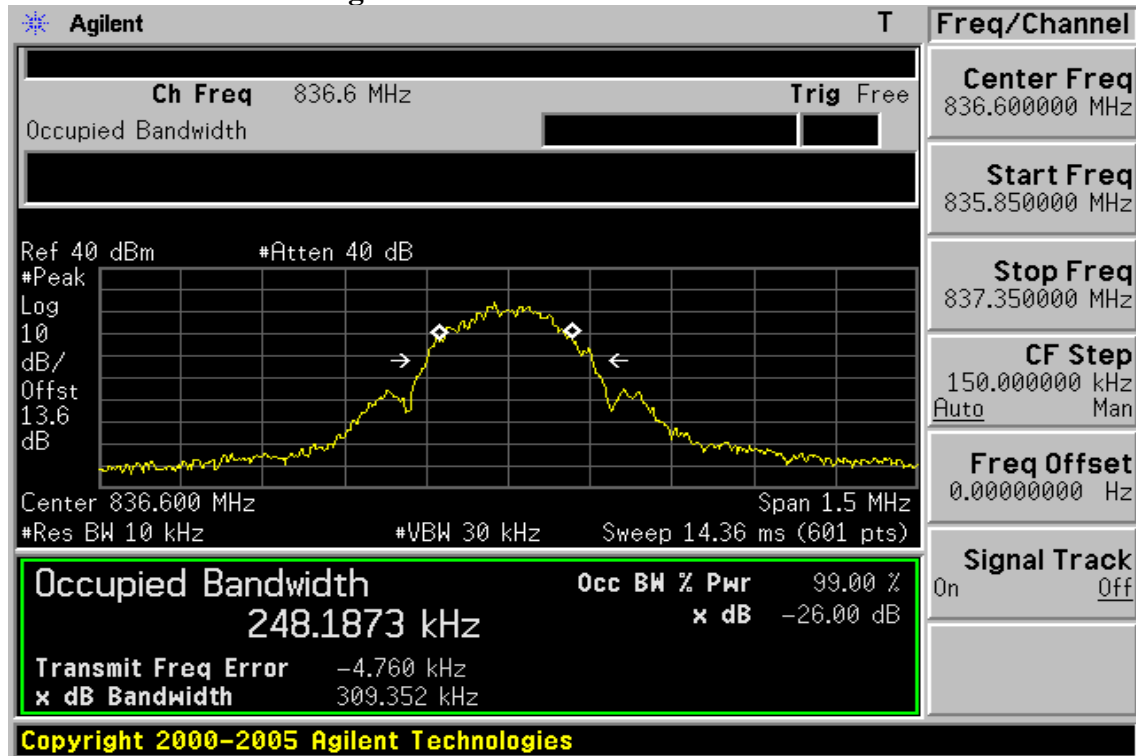 Agilent T Freq/Channel
Ch Freq 836.6 MHz Trig Free
Occupied Bandwidth
Center Freq
836.600000 MHz
Start Freq
835.850000 MHz
Stop Freq
837.350000 MHz
CF Step
150.000000 kHz
Auto Man
Freq Offset
0.00000000 Hz
Signal Track
On Off
Ref 40 dBm #Atten 40 dB
#Peak
Log
10
dB/
Offst
13.6
dB
Center 836.600 MHz Span 1.5 MHz
#Res BW 10 kHz #VBW 30 kHz Sweep 14.36 ms (601 pts)
Occupied Bandwidth
248.1873 kHz
Occ BW % Pwr 99.00 %
x dB -26.00 dB
Transmit Freq Error -4.760 kHz
x dB Bandwidth 309.352 kHz
Copyright 2000-2005 Agilent Technologies